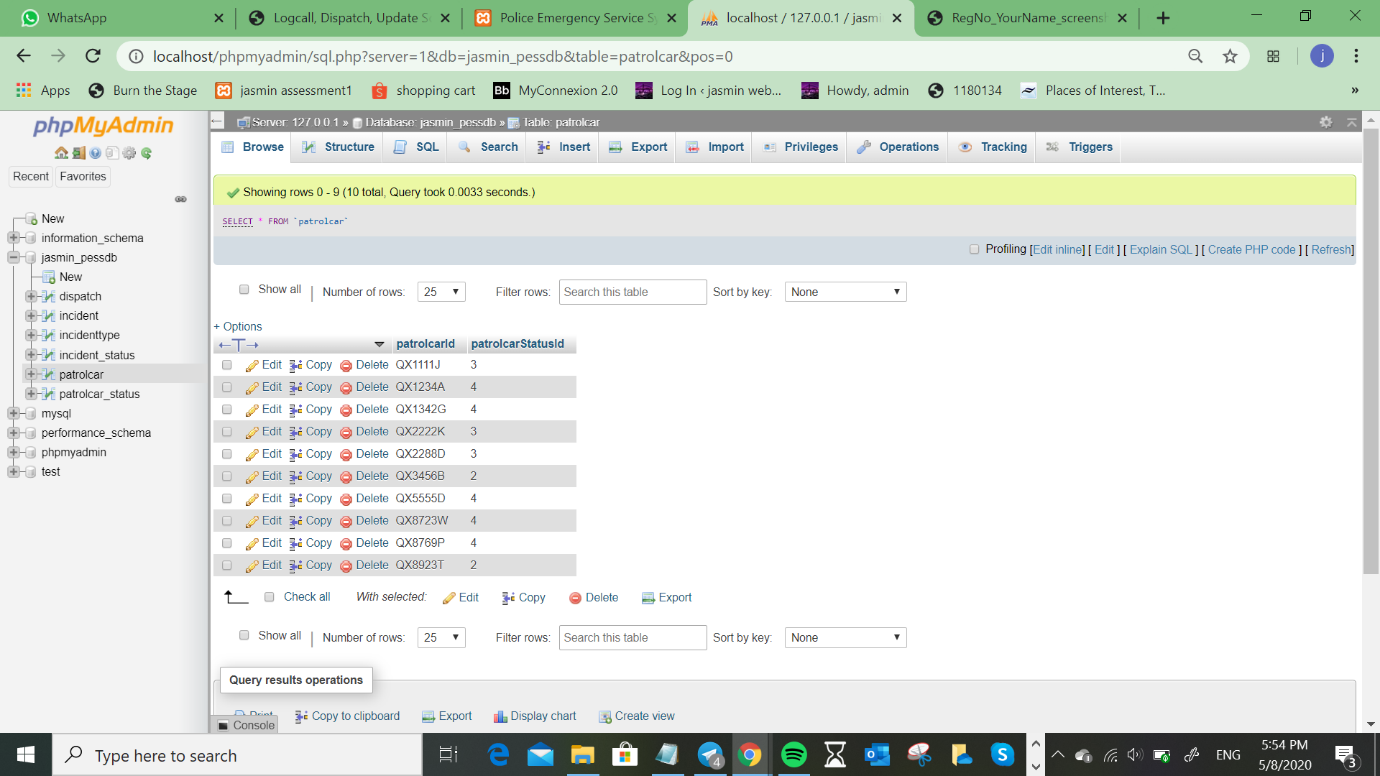 WhatsApp
Logcall, Dispatch, Update S
Police Emergency Service Sy
localhost / 127.0.0.1 / jasmi
RegNo_YourName_screensh
localhost/phpmyadmin/sql.php?server=1&db=jasmin_pessdb&table=patrolcar&pos=0
j
Apps Burn the Stage jasmin assessment1 shopping cart Bb MyConnexion 2.0 Log In ‹ jasmin web... Howdy, admin 1180134 Places of Interest, T... »
phpMyAdmin
Recent Favorites
New
information_schema
jasmin_pessdb
New
dispatch
incident
incidenttype
incident_status
patrolcar
patrolcar_status
mysql
performance_schema
phpmyadmin
test
Server: 127.0.0.1 » Database: jasmin_pessdb » Table: patrolcar
Browse Structure SQL Search Insert Export Import Privileges Operations Tracking Triggers
Showing rows 0 - 9 (10 total, Query took 0.0033 seconds.)
SELECT * FROM `patrolcar`
Profiling [Edit inline] [ Edit ] [ Explain SQL ] [ Create PHP code ] [ Refresh]
Show all | Number of rows: 25 Filter rows: Search this table Sort by key: None
+ Options
←T→ patrolcarId patrolcarStatusId
Edit Copy Delete QX1111J 3
Edit Copy Delete QX1234A 4
Edit Copy Delete QX1342G 4
Edit Copy Delete QX2222K 3
Edit Copy Delete QX2288D 3
Edit Copy Delete QX3456B 2
Edit Copy Delete QX5555D 4
Edit Copy Delete QX8723W 4
Edit Copy Delete QX8769P 4
Edit Copy Delete QX8923T 2
Check all With selected: Edit Copy Delete Export
Show all | Number of rows: 25 Filter rows: Search this table Sort by key: None
Query results operations
Print Copy to clipboard Export Display chart Create view
Console
Type here to search
4
ENG
5:54 PM
5/8/2020
3